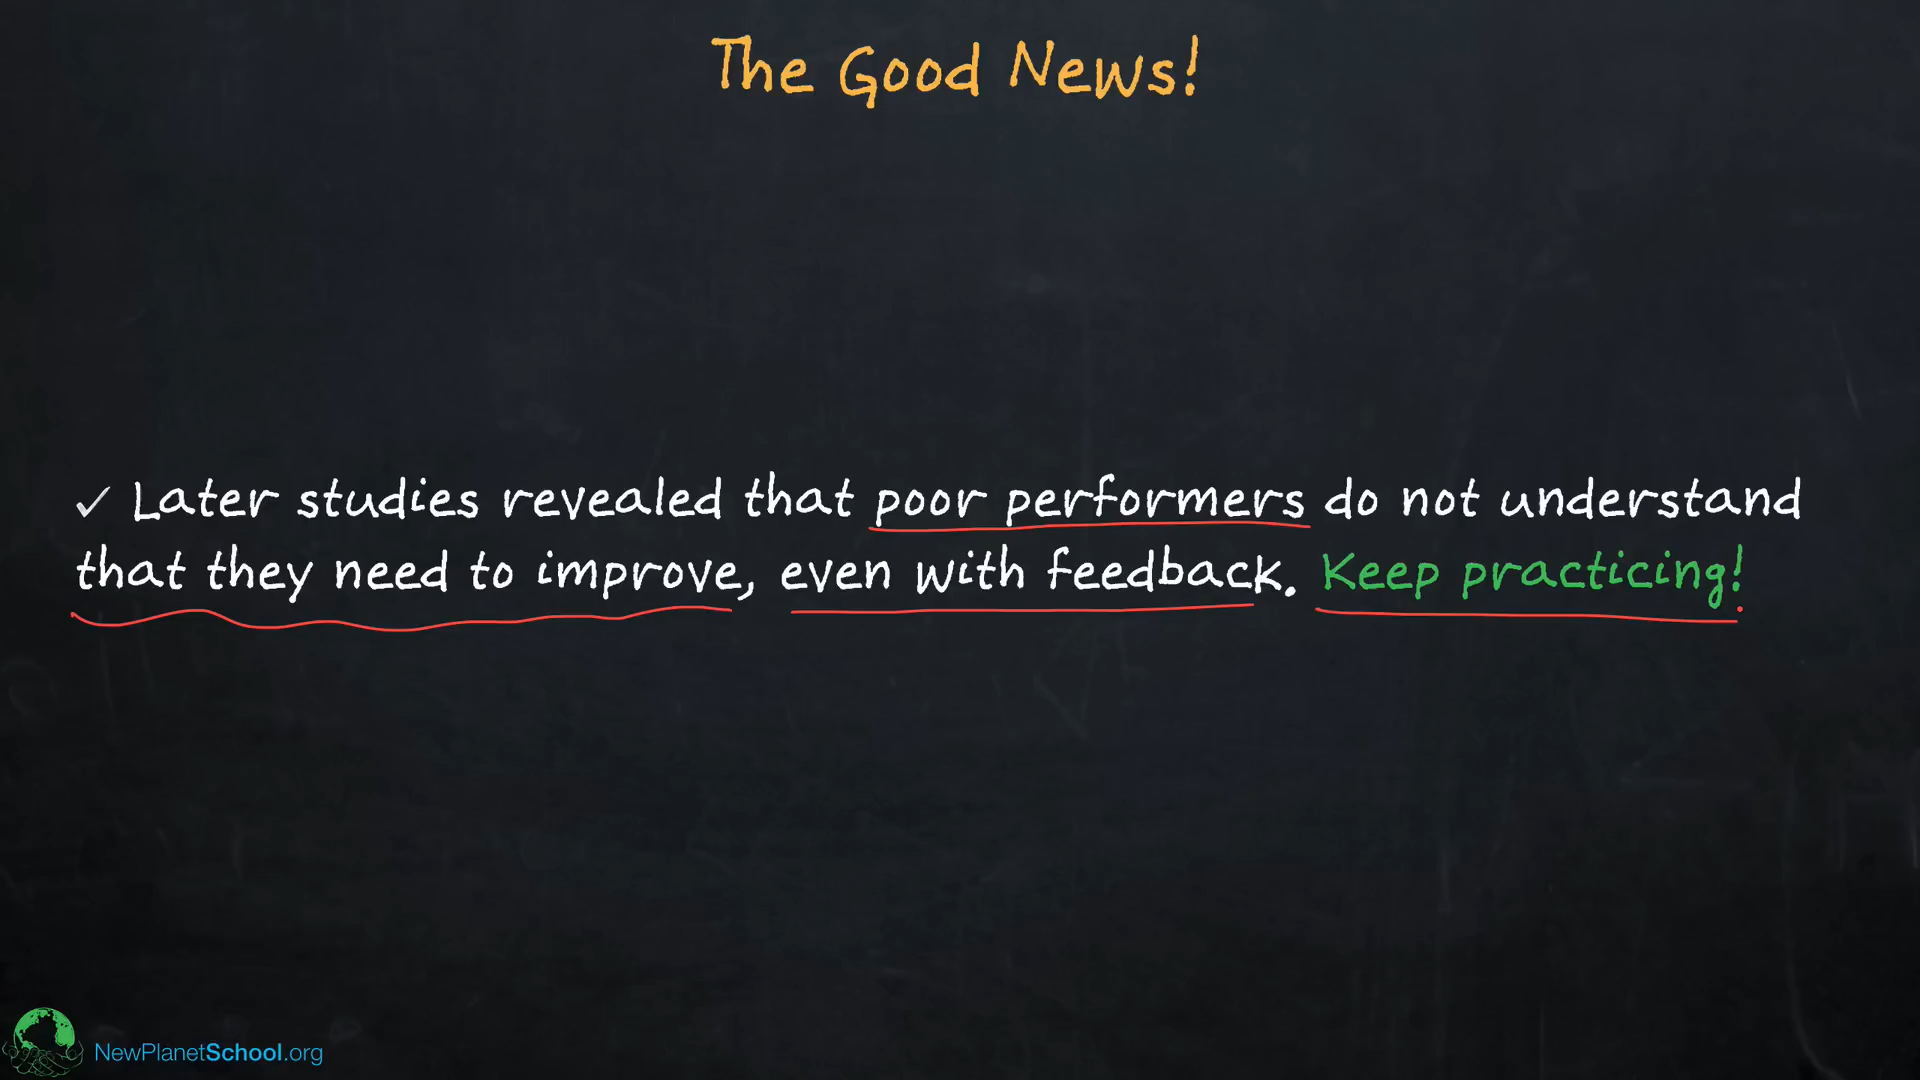 The Good News!
✓ Later studies revealed that poor performers do not understand
that they need to improve, even with feedback. Keep practicing!
NewPlanetSchool.org